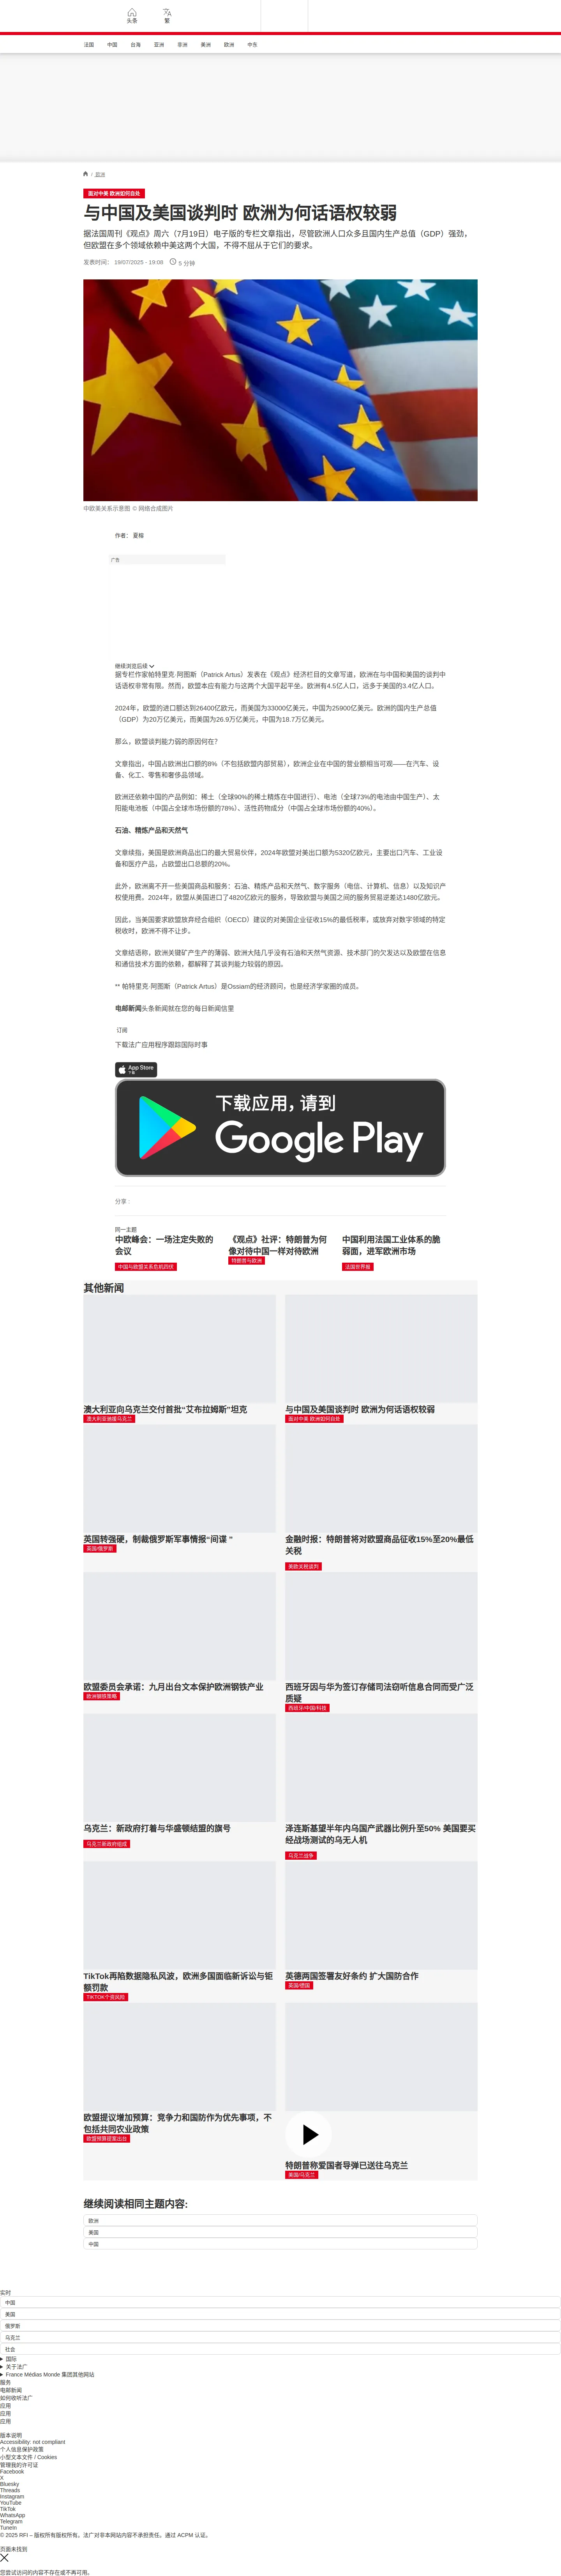 头条
繁
法国 中国 台海 亚洲 非洲 美洲 欧洲 中东
/ 欧洲
面对中美 欧洲如何自处
与中国及美国谈判时 欧洲为何话语权较弱
据法国周刊《观点》周六（7月19日）电子版的专栏文章指出，尽管欧洲人口众多且国内生产总值（GDP）强劲，
但欧盟在多个领域依赖中美这两个大国，不得不屈从于它们的要求。
发表时间： 19/07/2025 - 19:08 5 分钟
中欧美关系示意图 © 网络合成图片
作者： 夏榕
广告
继续浏览后续
据专栏作家帕特里克·阿图斯（Patrick Artus）发表在《观点》经济栏目的文章写道，欧洲在与中国和美国的谈判中
话语权非常有限。然而，欧盟本应有能力与这两个大国平起平坐。欧洲有4.5亿人口，远多于美国的3.4亿人口。
2024年，欧盟的进口额达到26400亿欧元，而美国为33000亿美元，中国为25900亿美元。欧洲的国内生产总值
（GDP）为20万亿美元，而美国为26.9万亿美元，中国为18.7万亿美元。
那么，欧盟谈判能力弱的原因何在？
文章指出，中国占欧洲出口额的8%（不包括欧盟内部贸易），欧洲企业在中国的营业额相当可观——在汽车、设
备、化工、零售和奢侈品领域。
欧洲还依赖中国的产品例如：稀土（全球90%的稀土精炼在中国进行）、电池（全球73%的电池由中国生产）、太
阳能电池板（中国占全球市场份额的78%）、活性药物成分（中国占全球市场份额的40%）。
石油、精炼产品和天然气
文章续指，美国是欧洲商品出口的最大贸易伙伴，2024年欧盟对美出口额为5320亿欧元，主要出口汽车、工业设
备和医疗产品，占欧盟出口总额的20%。
此外，欧洲离不开一些美国商品和服务：石油、精炼产品和天然气、数字服务（电信、计算机、信息）以及知识产
权使用费。2024年，欧盟从美国进口了4820亿欧元的服务，导致欧盟与美国之间的服务贸易逆差达1480亿欧元。
因此，当美国要求欧盟放弃经合组织（OECD）建议的对美国企业征收15%的最低税率，或放弃对数字领域的特定
税收时，欧洲不得不让步。
文章结语称，欧洲关键矿产生产的薄弱、欧洲大陆几乎没有石油和天然气资源、技术部门的欠发达以及欧盟在信息
和通信技术方面的依赖，都解释了其谈判能力较弱的原因。
** 帕特里克·阿图斯（Patrick Artus）是Ossiam的经济顾问，也是经济学家圈的成员。
电邮新闻头条新闻就在您的每日新闻信里
订阅
下载法广应用程序跟踪国际时事
App Store
下载
下载应用，请到
Google Play
分享 :
同一主题
中欧峰会：一场注定失败的
会议
中国与欧盟关系危机四伏
《观点》社评：特朗普为何
像对待中国一样对待欧洲
特朗普与欧洲
中国利用法国工业体系的脆
弱面，进军欧洲市场
法国世界报
其他新闻
澳大利亚向乌克兰交付首批“艾布拉姆斯”坦克
澳大利亚驰援乌克兰
与中国及美国谈判时 欧洲为何话语权较弱
面对中美 欧洲如何自处
英国转强硬，制裁俄罗斯军事情报“间谍 ”
英国/俄罗斯
金融时报：特朗普将对欧盟商品征收15%至20%最低
关税
美欧关税谈判
欧盟委员会承诺：九月出台文本保护欧洲钢铁产业
欧洲钢铁策略
西班牙因与华为签订存储司法窃听信息合同而受广泛
质疑
西班牙/中国/科技
乌克兰：新政府打着与华盛顿结盟的旗号
乌克兰新政府组成
泽连斯基望半年内乌国产武器比例升至50% 美国要买
经战场测试的乌无人机
乌克兰战争
TikTok再陷数据隐私风波，欧洲多国面临新诉讼与钜
额罚款
TIKTOK个资风险
英德两国签署友好条约 扩大国防合作
英国/德国
欧盟提议增加预算：竞争力和国防作为优先事项，不
包括共同农业政策
欧盟预算提案出台
特朗普称爱国者导弹已送往乌克兰
美国/乌克兰
继续阅读相同主题内容:
欧洲
美国
中国
实时
中国
美国
俄罗斯
乌克兰
社会
国际
关于法广
France Médias Monde 集团其他网站
服务
电邮新闻
如何收听法广
应用
应用
应用
版本说明
Accessibility: not compliant
个人信息保护政策
小型文本文件 / Cookies
管理我的许可证
Facebook
X
Bluesky
Threads
Instagram
YouTube
TikTok
WhatsApp
Telegram
TuneIn
© 2025 RFI – 版权所有版权所有。法广对非本网站内容不承担责任。通过 ACPM 认证。
页面未找到
您尝试访问的内容不存在或不再可用。